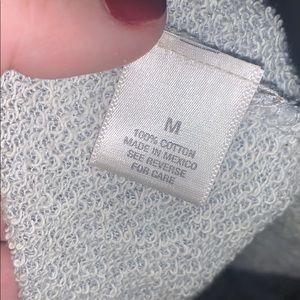 M
100% COTTON
MADE IN MEXICO
SEE REVERSE
FOR CARE